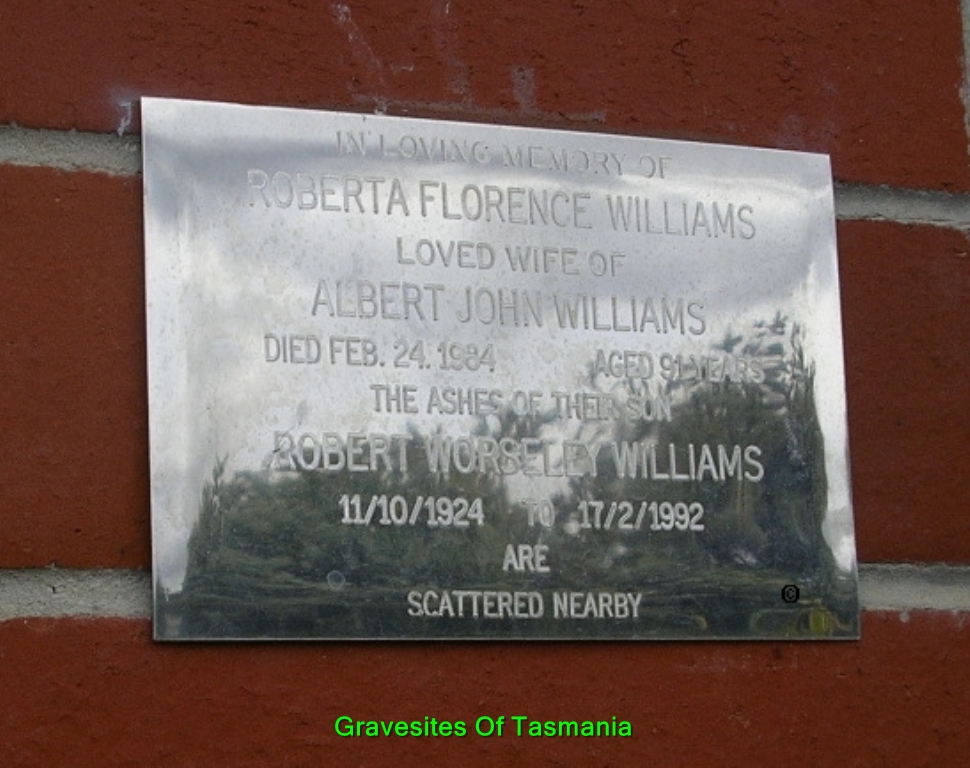 IN LOVING MEMORY OF
ROBERTA FLORENCE WILLIAMS
LOVED WIFE OF
ALBERT JOHN WILLIAMS
DIED FEB. 24. 1984 AGED 91 YEARS
THE ASHES OF THEIR SON
ROBERT WORSELEY WILLIAMS
11/10/1924 TO 17/2/1992
ARE
SCATTERED NEARBY
©
Gravesites Of Tasmania